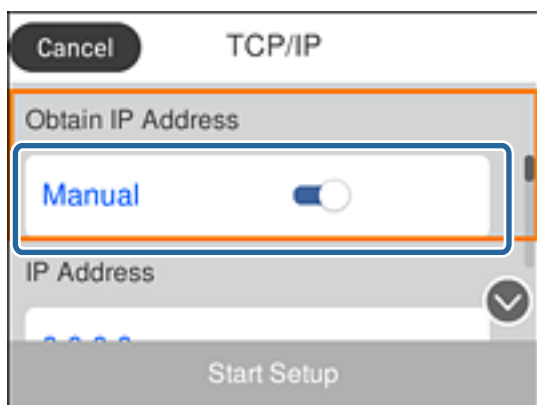 Cancel
TCP/IP
Obtain IP Address
Manual
IP Address
Start Setup